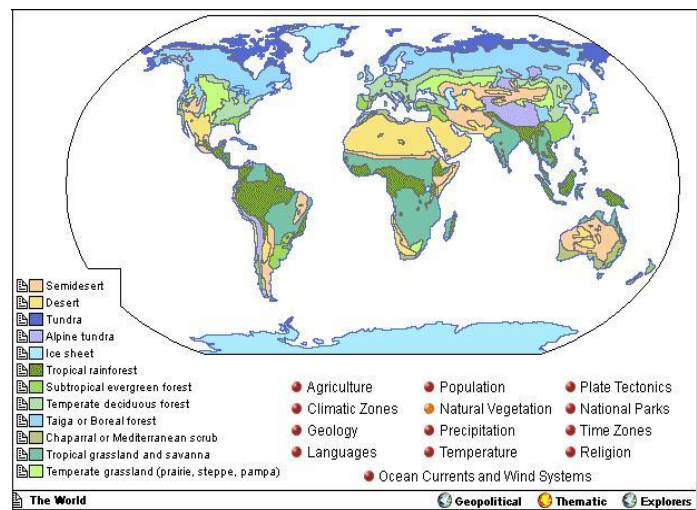 Semidesert
Desert
Tundra
Alpine tundra
Ice sheet
Tropical rainforest
Subtropical evergreen forest
Temperate deciduous forest
Taiga or Boreal forest
Chaparral or Mediterranean scrub
Tropical grassland and savanna
Temperate grassland (prairie, steppe, pampa)
Agriculture Population Plate Tectonics
Climatic Zones Natural Vegetation National Parks
Geology Precipitation Time Zones
Languages Temperature Religion
Ocean Currents and Wind Systems
The World Geopolitical Thematic Explorers